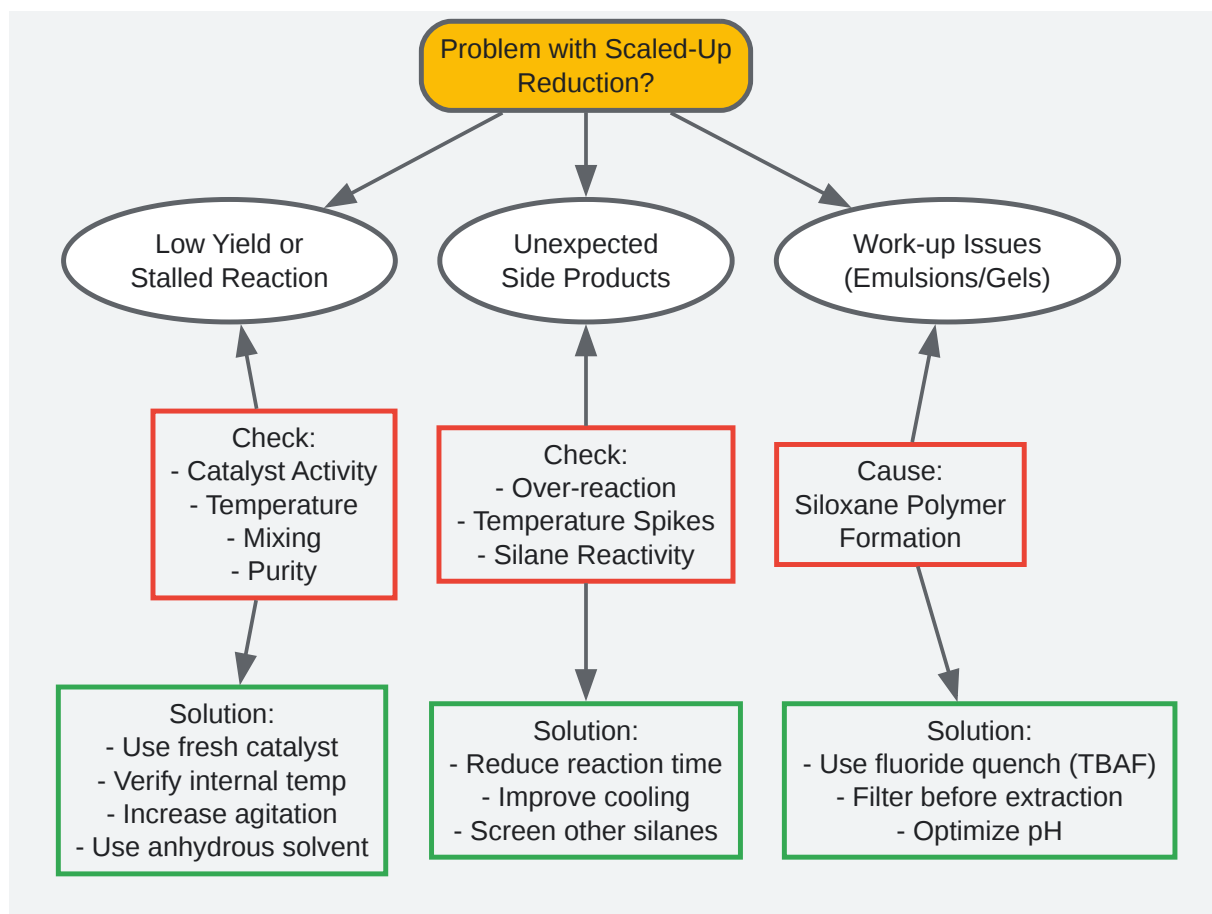 Problem with Scaled-Up
Reduction?
Low Yield or
Stalled Reaction
Unexpected
Side Products
Work-up Issues
(Emulsions/Gels)
Check:
- Catalyst Activity
- Temperature
- Mixing
- Purity
Check:
- Over-reaction
- Temperature Spikes
- Silane Reactivity
Cause:
Siloxane Polymer
Formation
Solution:
- Use fresh catalyst
- Verify internal temp
- Increase agitation
- Use anhydrous solvent
Solution:
- Reduce reaction time
- Improve cooling
- Screen other silanes
Solution:
- Use fluoride quench (TBAF)
- Filter before extraction
- Optimize pH